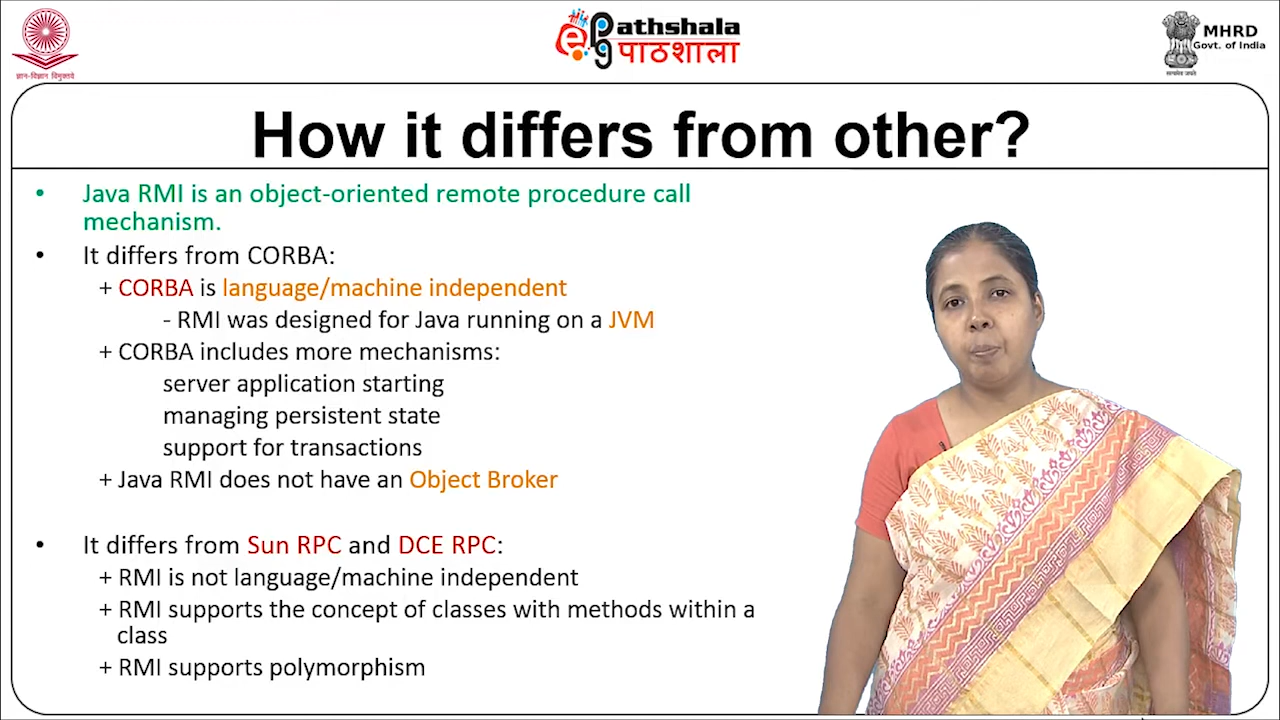 ज्ञान-विज्ञान विमुक्तये
ePathshala
पाठशाला
MHRD
Govt. of India
सत्यमेव जयते
How it differs from other?
• Java RMI is an object-oriented remote procedure call
mechanism.
• It differs from CORBA:
+ CORBA is language/machine independent
- RMI was designed for Java running on a JVM
+ CORBA includes more mechanisms:
server application starting
managing persistent state
support for transactions
+ Java RMI does not have an Object Broker
• It differs from Sun RPC and DCE RPC:
+ RMI is not language/machine independent
+ RMI supports the concept of classes with methods within a
class
+ RMI supports polymorphism